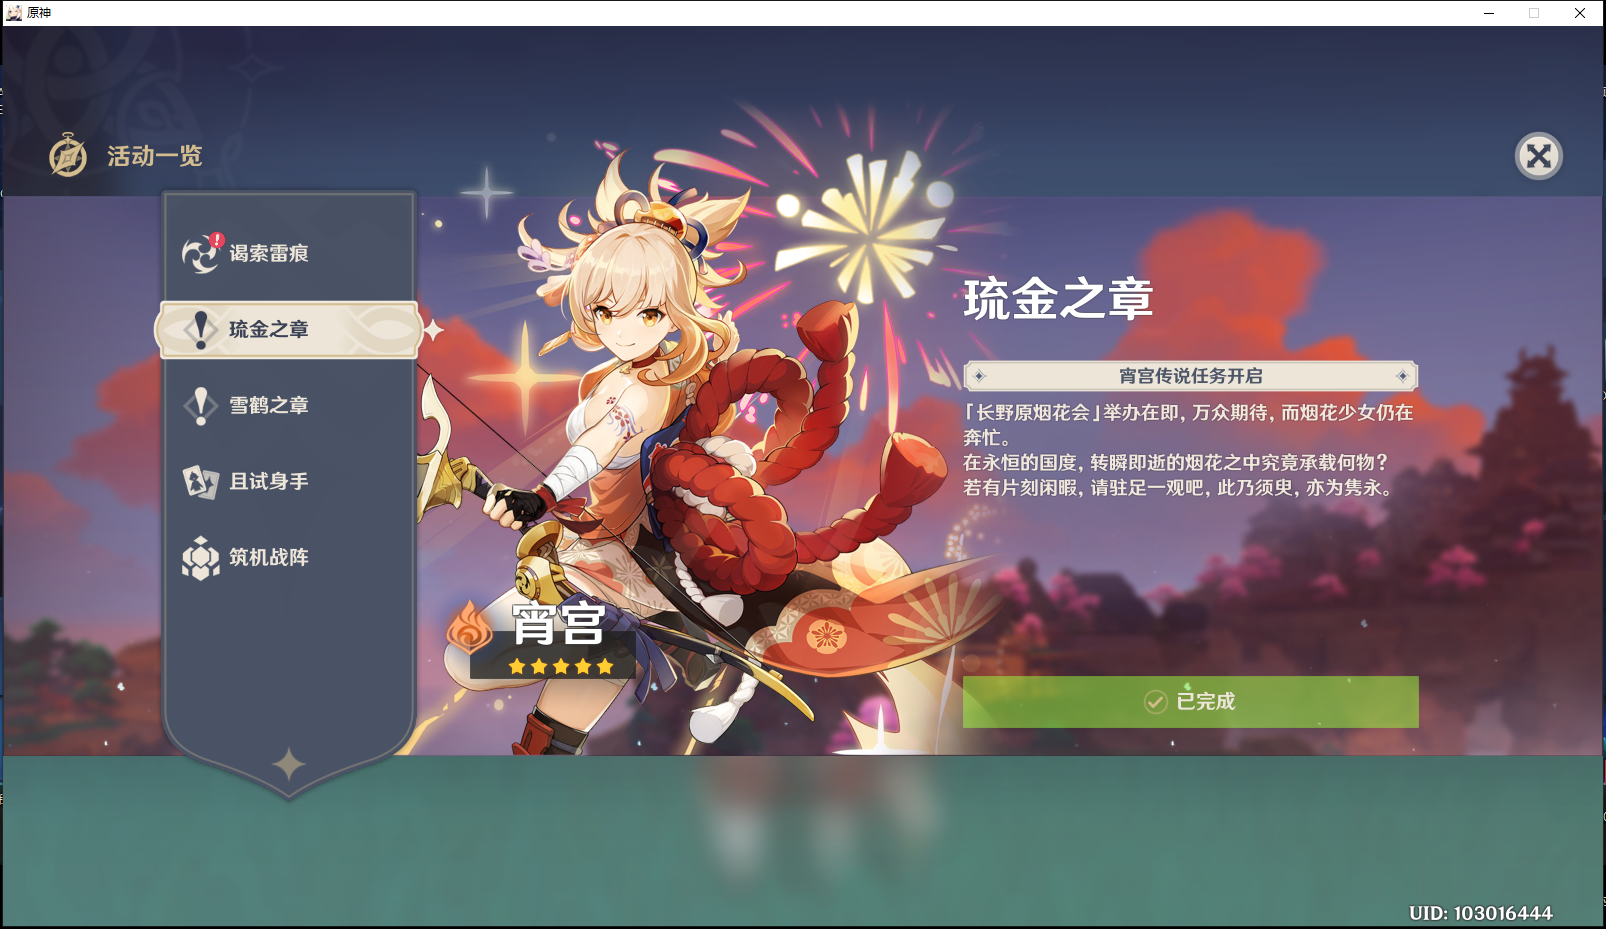 原神
活动一览
谒索雷痕
琉金之章
雪鹤之章
且试身手
筑机战阵
宵宫
琉金之章
宵宫传说任务开启
「长野原烟花会」举办在即，万众期待，而烟花少女仍在
奔忙。
在永恒的国度，转瞬即逝的烟花之中究竟承载何物？
若有片刻闲暇，请驻足一观吧，此乃须臾，亦为隽永。
已完成
UID: 103016444